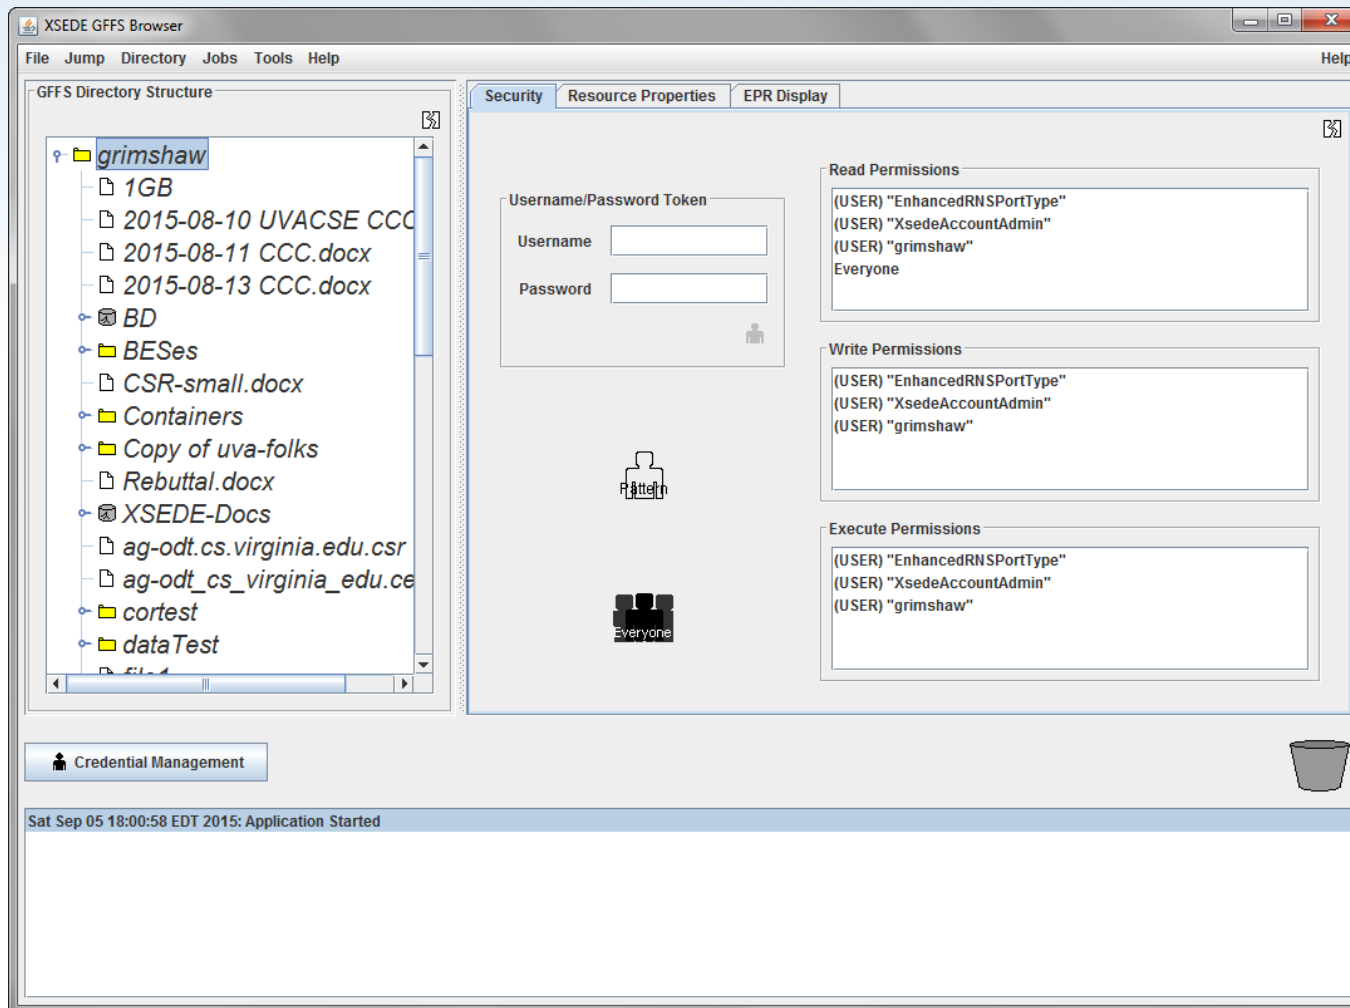 XSEDE GFFS Browser
File Jump Directory Jobs Tools Help
Help
GFFS Directory Structure
grimshaw
1GB
2015-08-10 UVACSE CCC
2015-08-11 CCC.docx
2015-08-13 CCC.docx
BD
BESes
CSR-small.docx
Containers
Copy of uva-folks
Rebuttal.docx
XSEDE-Docs
ag-odt.cs.virginia.edu.csr
ag-odt_cs_virginia_edu.ce
cortest
dataTest
file1
Security Resource Properties EPR Display
Username/Password Token
Username
Password
Pattern
Everyone
Read Permissions
(USER) "EnhancedRNSPortType"
(USER) "XsedeAccountAdmin"
(USER) "grimshaw"
Everyone
Write Permissions
(USER) "EnhancedRNSPortType"
(USER) "XsedeAccountAdmin"
(USER) "grimshaw"
Execute Permissions
(USER) "EnhancedRNSPortType"
(USER) "XsedeAccountAdmin"
(USER) "grimshaw"
Credential Management
Sat Sep 05 18:00:58 EDT 2015: Application Started